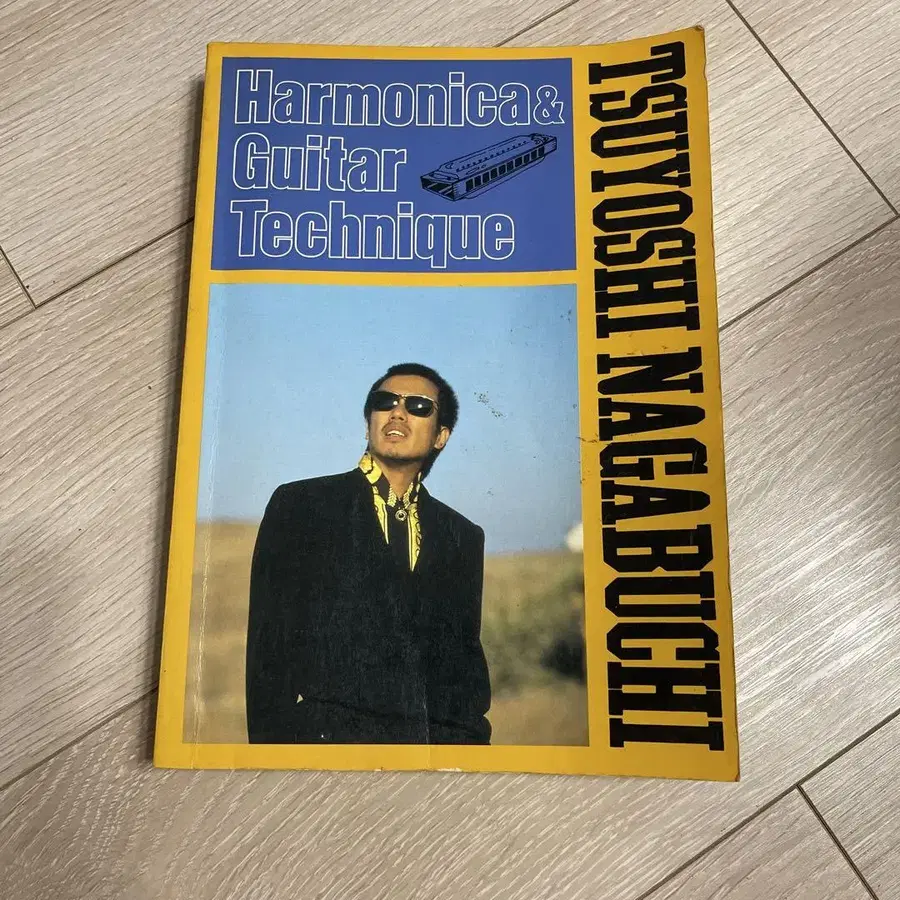 Harmonica &
Guitar
Technique
TSUYOSHI NAGABUCHI